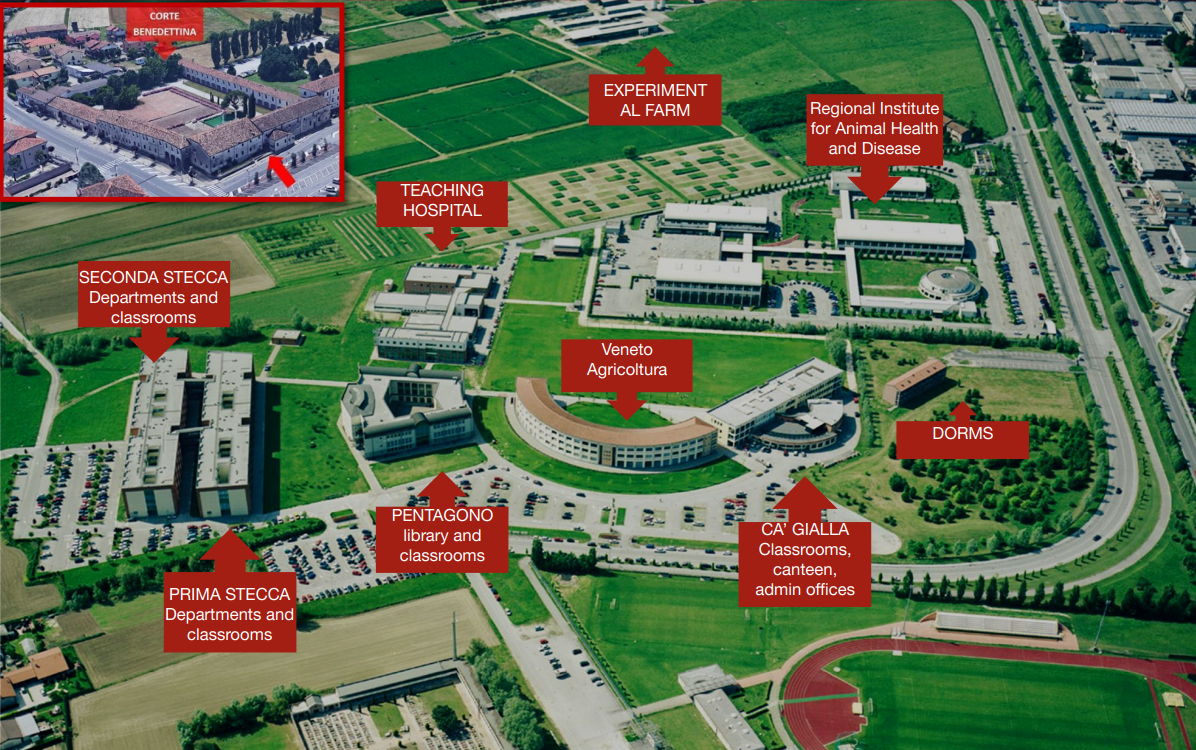 CORTE
BENEDETTINA
EXPERIMENT
AL FARM
Regional Institute
for Animal Health
and Disease
TEACHING
HOSPITAL
SECONDA STECCA
Departments and
classrooms
Veneto
Agricoltura
DORMS
PENTAGONO
library and
classrooms
CA' GIALLA
Classrooms,
canteen,
admin offices
PRIMA STECCA
Departments and
classrooms